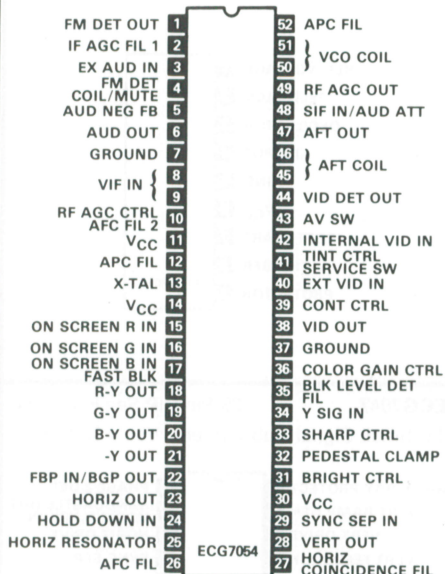 FM DET OUT 1
IF AGC FIL 1 2
EX AUD IN 3
FM DET
COIL/MUTE 4
AUD NEG FB 5
AUD OUT 6
GROUND 7
VIF IN { 8
9
RF AGC CTRL
AFC FIL 2 10
VCC 11
APC FIL 12
X-TAL 13
VCC 14
ON SCREEN R IN 15
ON SCREEN G IN 16
ON SCREEN B IN
FAST BLK 17
R-Y OUT 18
G-Y OUT 19
B-Y OUT 20
-Y OUT 21
FBP IN/BGP OUT 22
HORIZ OUT 23
HOLD DOWN IN 24
HORIZ RESONATOR 25
AFC FIL 26
ECG7054
52 APC FIL
51
50 } VCO COIL
49 RF AGC OUT
48 SIF IN/AUD ATT
47 AFT OUT
46
45 } AFT COIL
44 VID DET OUT
43 AV SW
42 INTERNAL VID IN
41 TINT CTRL
SERVICE SW
40 EXT VID IN
39 CONT CTRL
38 VID OUT
37 GROUND
36 COLOR GAIN CTRL
35 BLK LEVEL DET
FIL
34 Y SIG IN
33 SHARP CTRL
32 PEDESTAL CLAMP
31 BRIGHT CTRL
30 VCC
29 SYNC SEP IN
28 VERT OUT
27 HORIZ
COINCIDENCE FIL